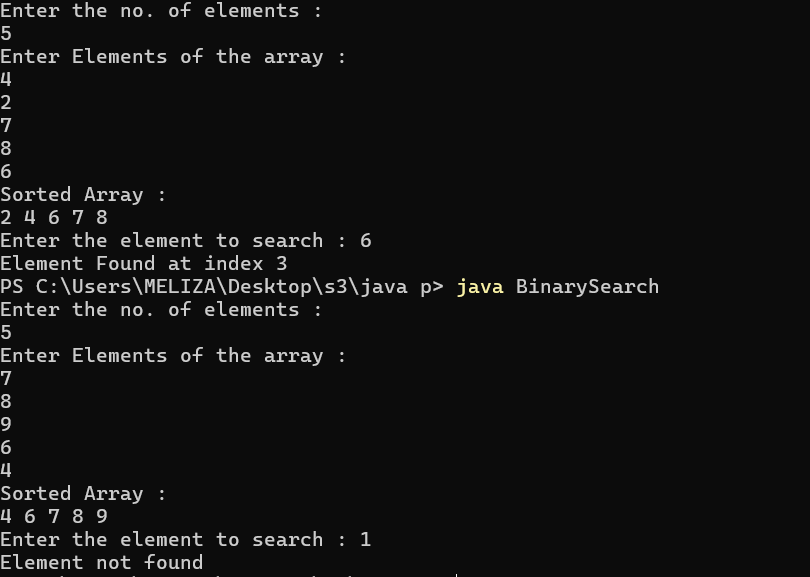 Enter the no. of elements :
5
Enter Elements of the array :
4
2
7
8
6
Sorted Array :
2 4 6 7 8
Enter the element to search : 6
Element Found at index 3
PS C:\Users\MELIZA\Desktop\s3\java p> java BinarySearch
Enter the no. of elements :
5
Enter Elements of the array :
7
8
9
6
4
Sorted Array :
4 6 7 8 9
Enter the element to search : 1
Element not found